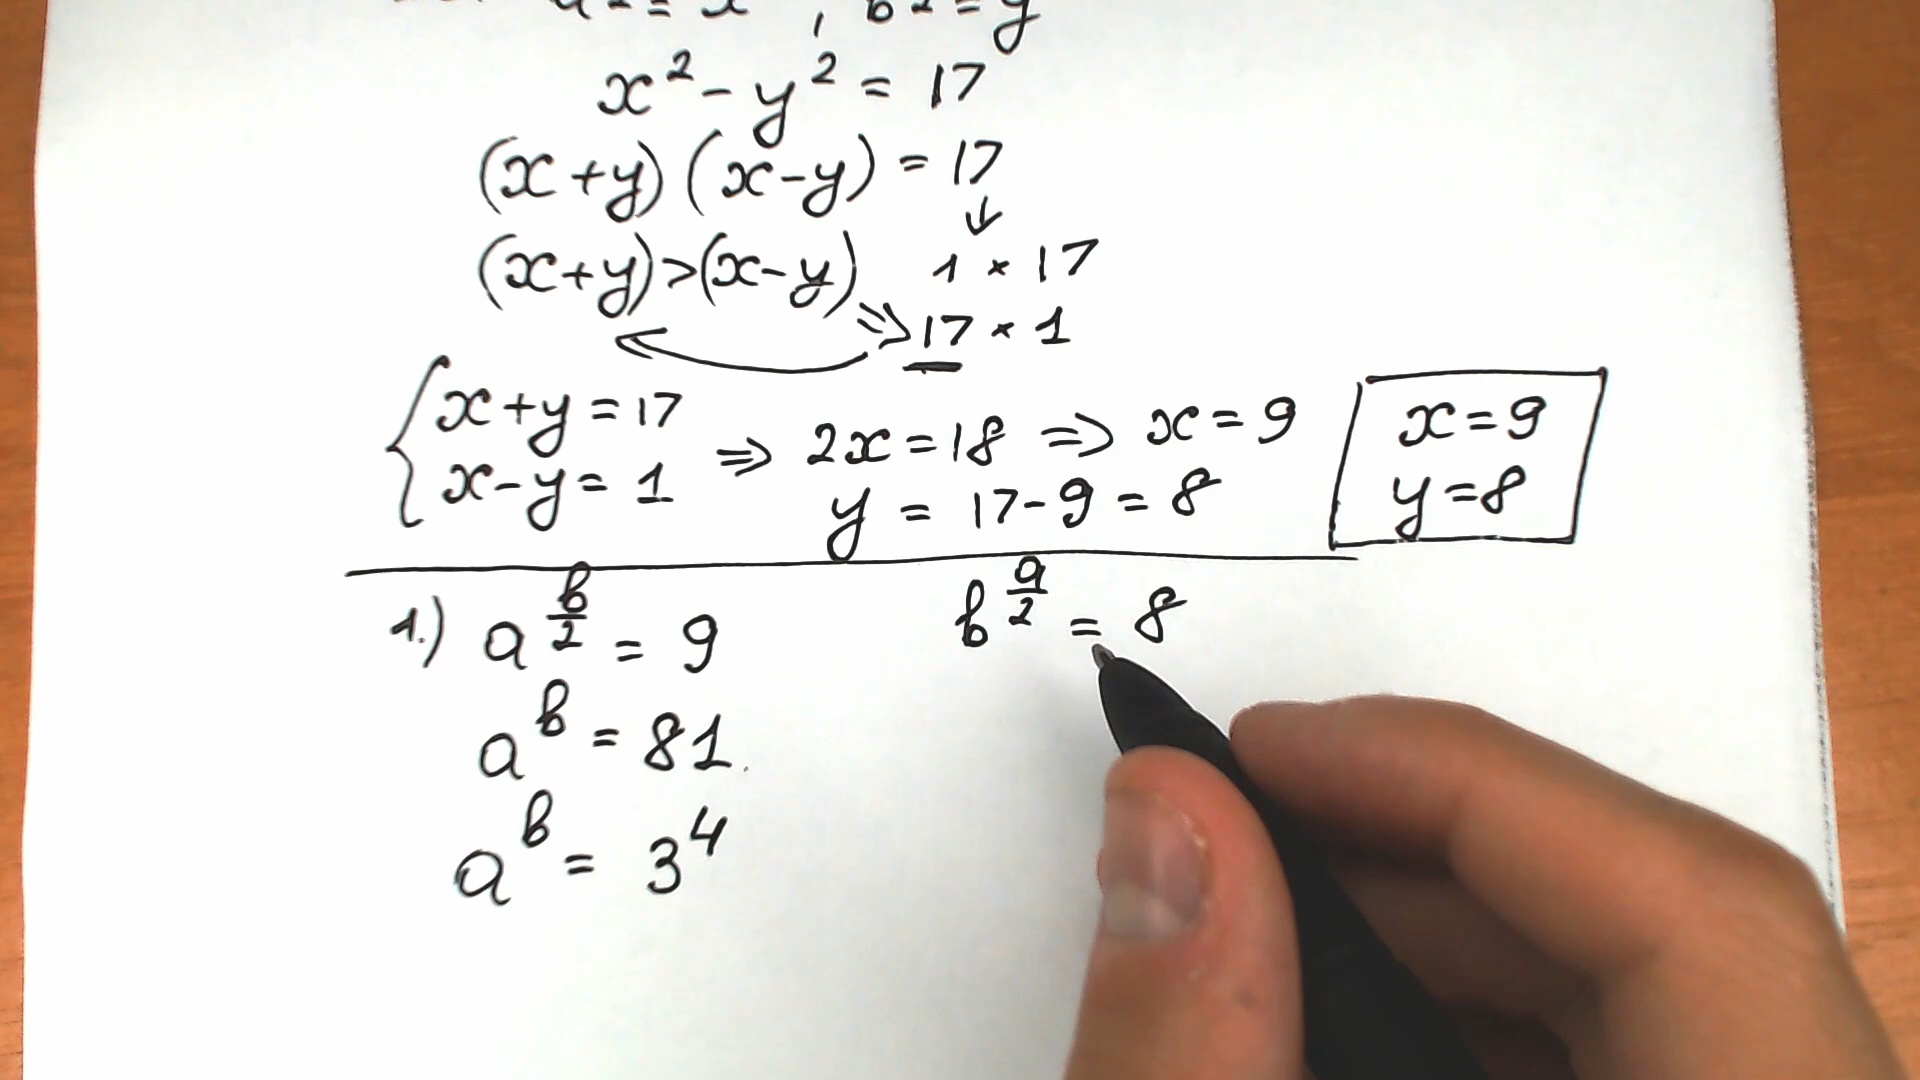 x² - y² = 17
(x+y)(x-y) = 17
↓
(x+y)>(x-y) 1 × 17
⇒ 17 × 1
{ x+y=17
x-y=1 ⇒ 2x=18 ⇒ x=9
y = 17-9 = 8
x=9
y=8
1.) a^(b/2) = 9 b^(a/2) = 8
a^b = 81.
a^b = 3^4